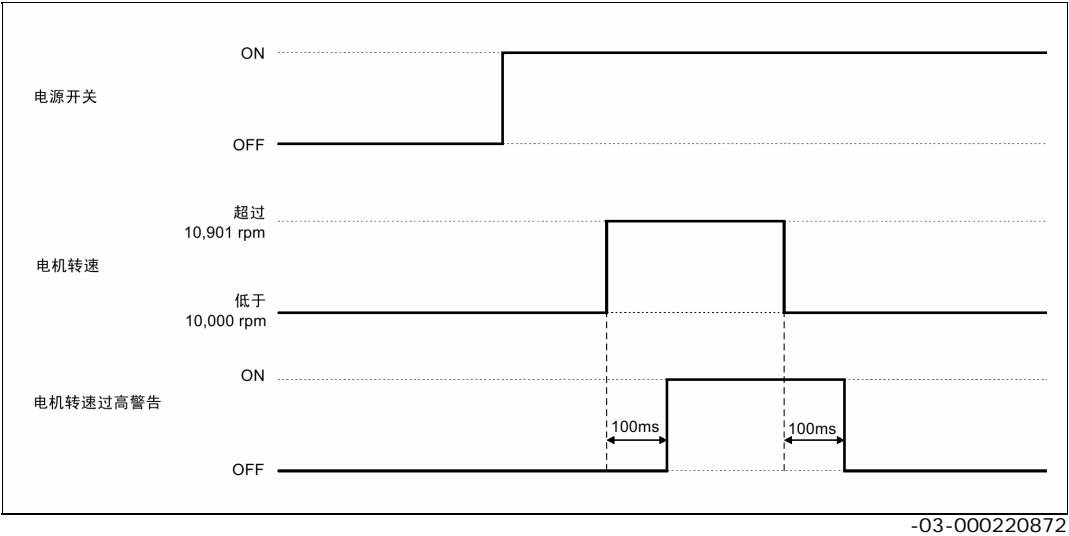 ON
电源开关
OFF
超过
10,901 rpm
电机转速
低于
10,000 rpm
ON
电机转速过高警告
100ms
100ms
OFF
-03-000220872